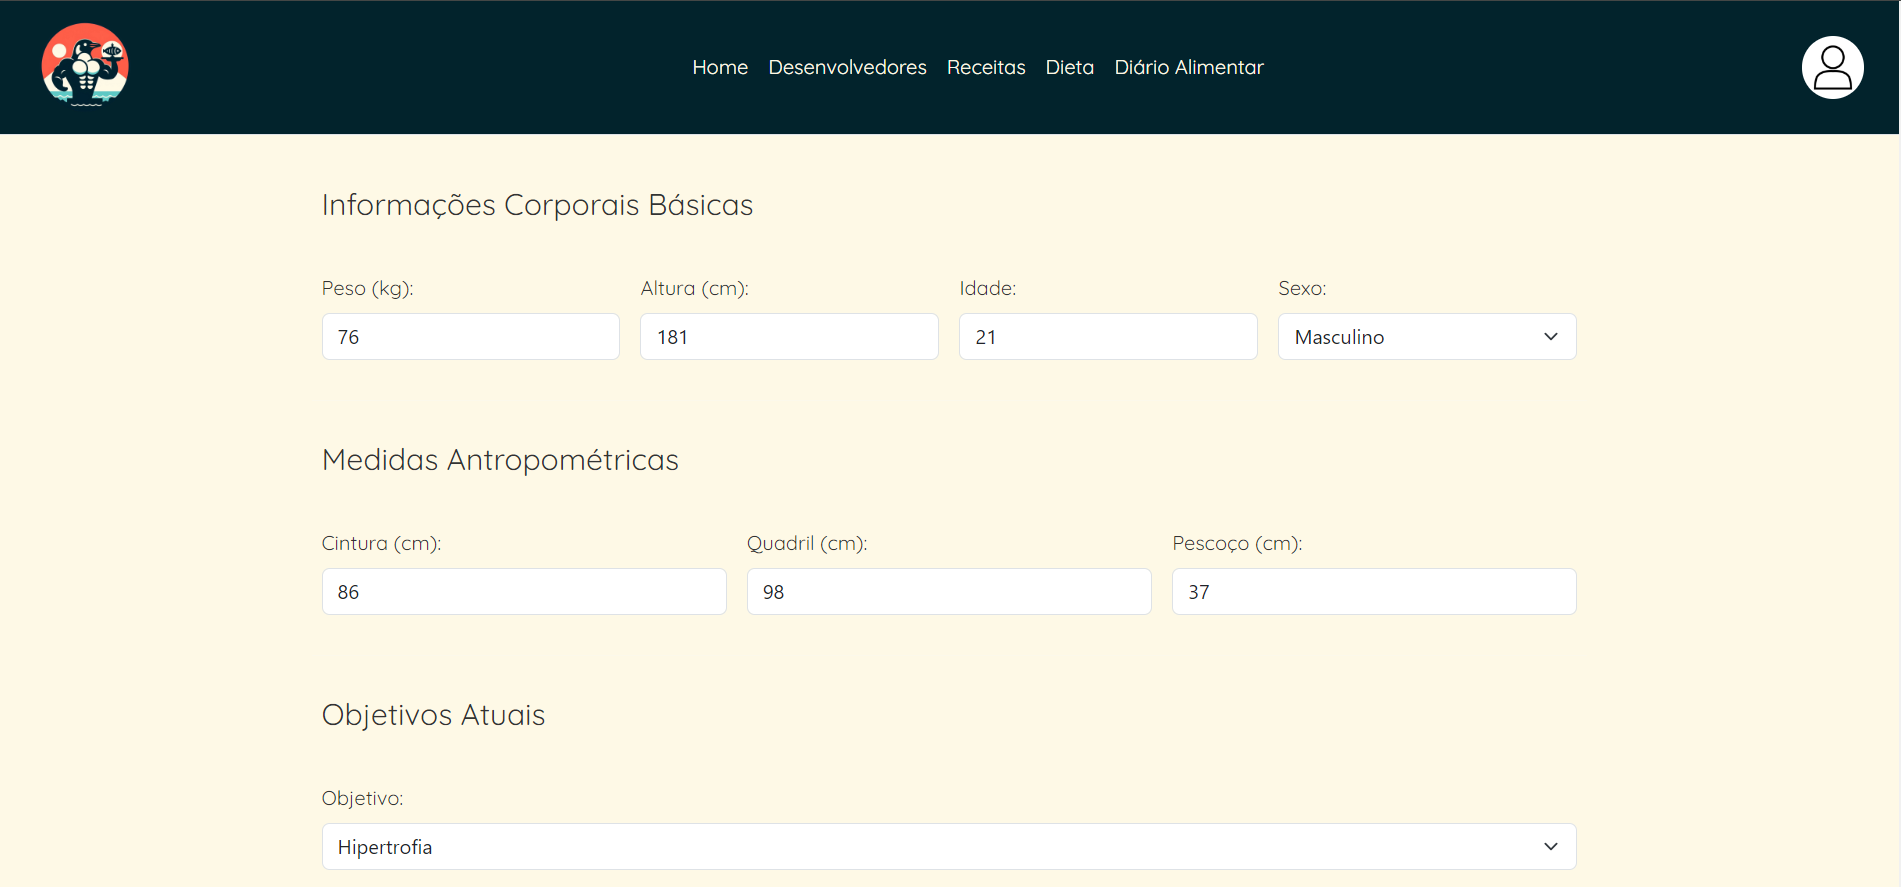 Home Desenvolvedores Receitas Dieta Diário Alimentar
Informações Corporais Básicas
Peso (kg): Altura (cm): Idade: Sexo:
76 181 21 Masculino
Medidas Antropométricas
Cintura (cm): Quadril (cm): Pescoço (cm):
86 98 37
Objetivos Atuais
Objetivo:
Hipertrofia